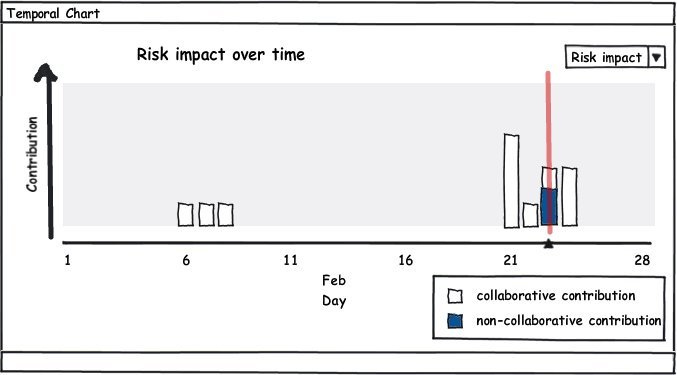 Temporal Chart
Risk impact over time
Risk impact
Contribution
1 6 11 16 21 28
Feb
Day
collaborative contribution
non-collaborative contribution